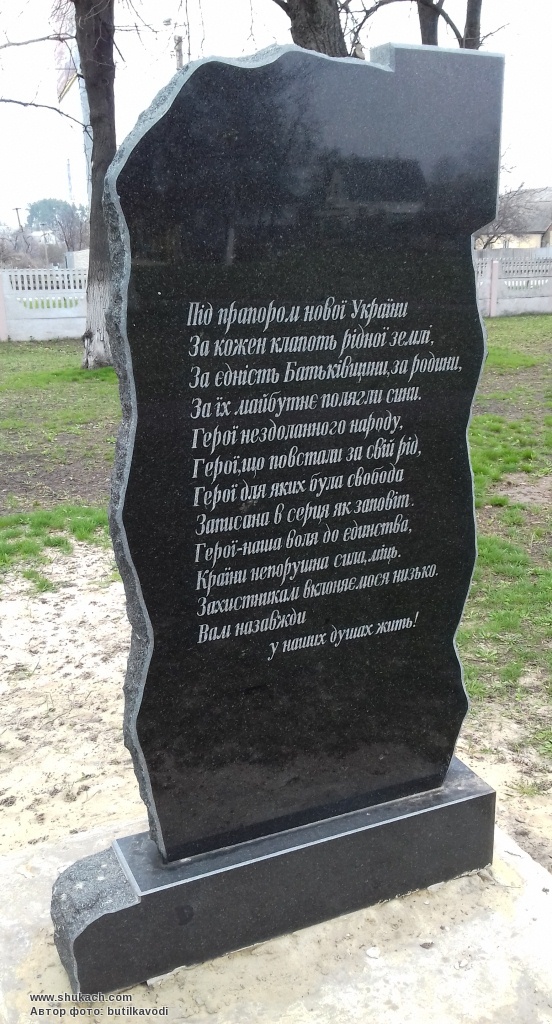 Під прапором нової України
За кожен клапоть рідної землі,
За єдність Батьківщини,за родини,
За їх майбутнє полягли сини.
Герої нездоланного народу,
Герої,що повстали за свій рід,
Герої для яких була свобода
Записана в серця як заповіт.
Герої-наша воля до єдинства,
Країни непорушна сила,міць.
Захистникам вклоняємося низько.
Вам назавжди
у наших душах жить!
www.shukach.com
Автор фото: butilkavodi